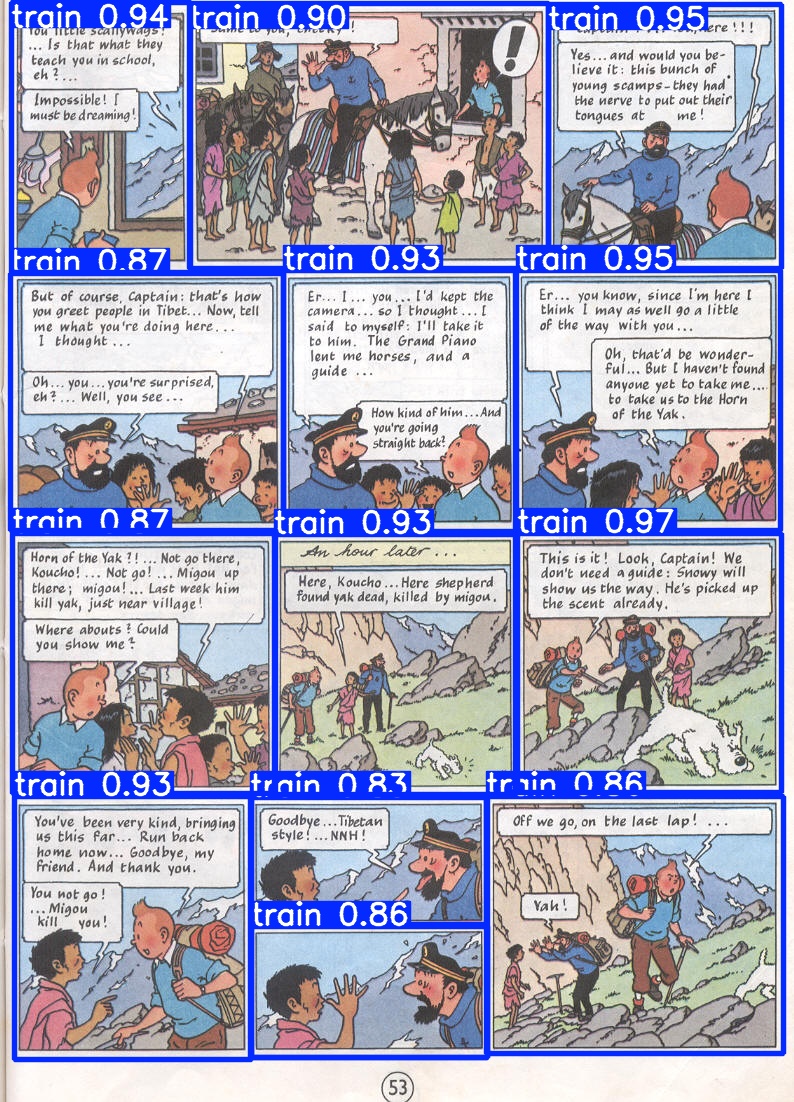 train 0.94
You little scallywags!
... Is that what they
teach you in school,
eh?...
Impossible! I
must be dreaming!
train 0.90
Same to you, cheeky!
!
train 0.95
here!!!
Yes... and would you be-
lieve it: this bunch of
young scamps - they had
the nerve to put out their
tongues at me!
train 0.87
But of course, Captain: that's how
you greet people in Tibet... Now, tell
me what you're doing here...
I thought...
Oh... you... you're surprised,
eh?... Well, you see...
train 0.93
Er... I... you... I'd kept the
camera... so I thought... I
said to myself: I'll take it
to him. The Grand Piano
lent me horses, and a
guide ...
How kind of him... And
you're going
straight back?
train 0.95
Er... you know, since I'm here I
think I may as well go a little
of the way with you...
Oh, that'd be wonder-
ful... But I haven't found
anyone yet to take me....
to take us to the Horn
of the Yak.
train 0.87
Horn of the Yak?!... Not go there,
Koucho!... Not go!... Migou up
there; migou!... Last week him
kill yak, just near village!
Where abouts? Could
you show me?
train 0.93
An hour later...
Here, Koucho... Here shepherd
found yak dead, killed by migou.
train 0.97
This is it! Look, Captain! We
don't need a guide: Snowy will
show us the way. He's picked up
the scent already.
train 0.93
You've been very kind, bringing
us this far... Run back
home now... Goodbye, my
friend. And thank you.
You not go!
... Migou
kill you!
train 0.83
Goodbye... Tibetan
style!... NNH!
train 0.86
train 0.86
Off we go, on the last lap! ...
Yah!
53